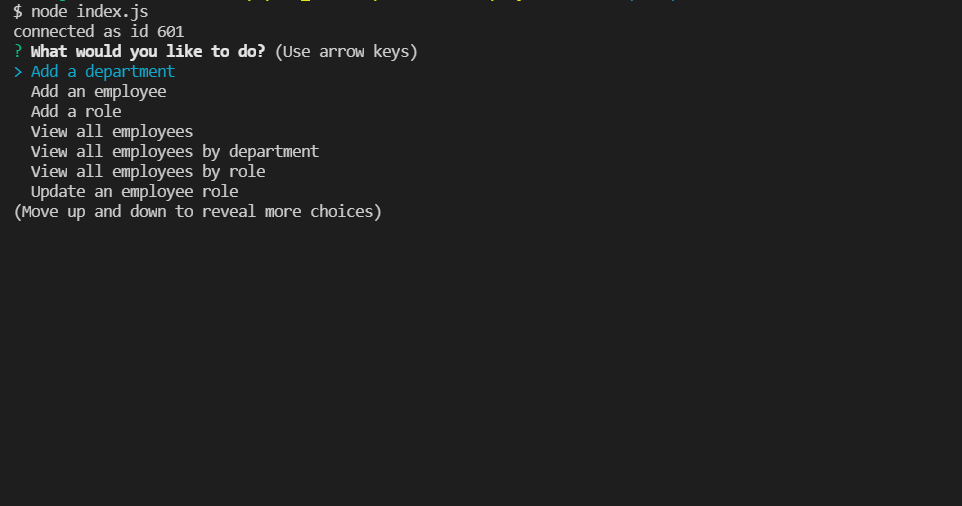 $ node index.js
connected as id 601
? What would you like to do? (Use arrow keys)
> Add a department
Add an employee
Add a role
View all employees
View all employees by department
View all employees by role
Update an employee role
(Move up and down to reveal more choices)